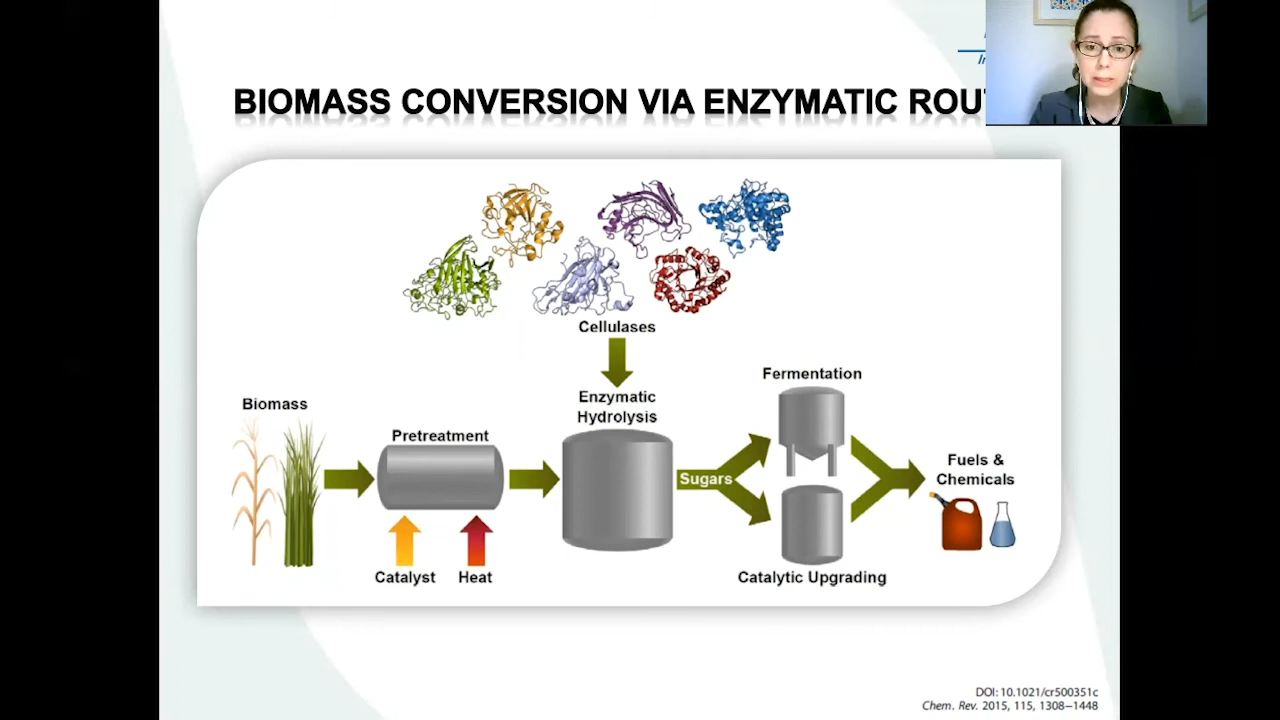 BIOMASS CONVERSION VIA ENZYMATIC
Cellulases
Enzymatic
Hydrolysis
Fermentation
Biomass
Pretreatment
Sugars
Fuels &
Chemicals
Catalyst
Heat
Catalytic Upgrading
DOI: 10.1021/cr500351c
Chem. Rev. 2015, 115, 1308−1448